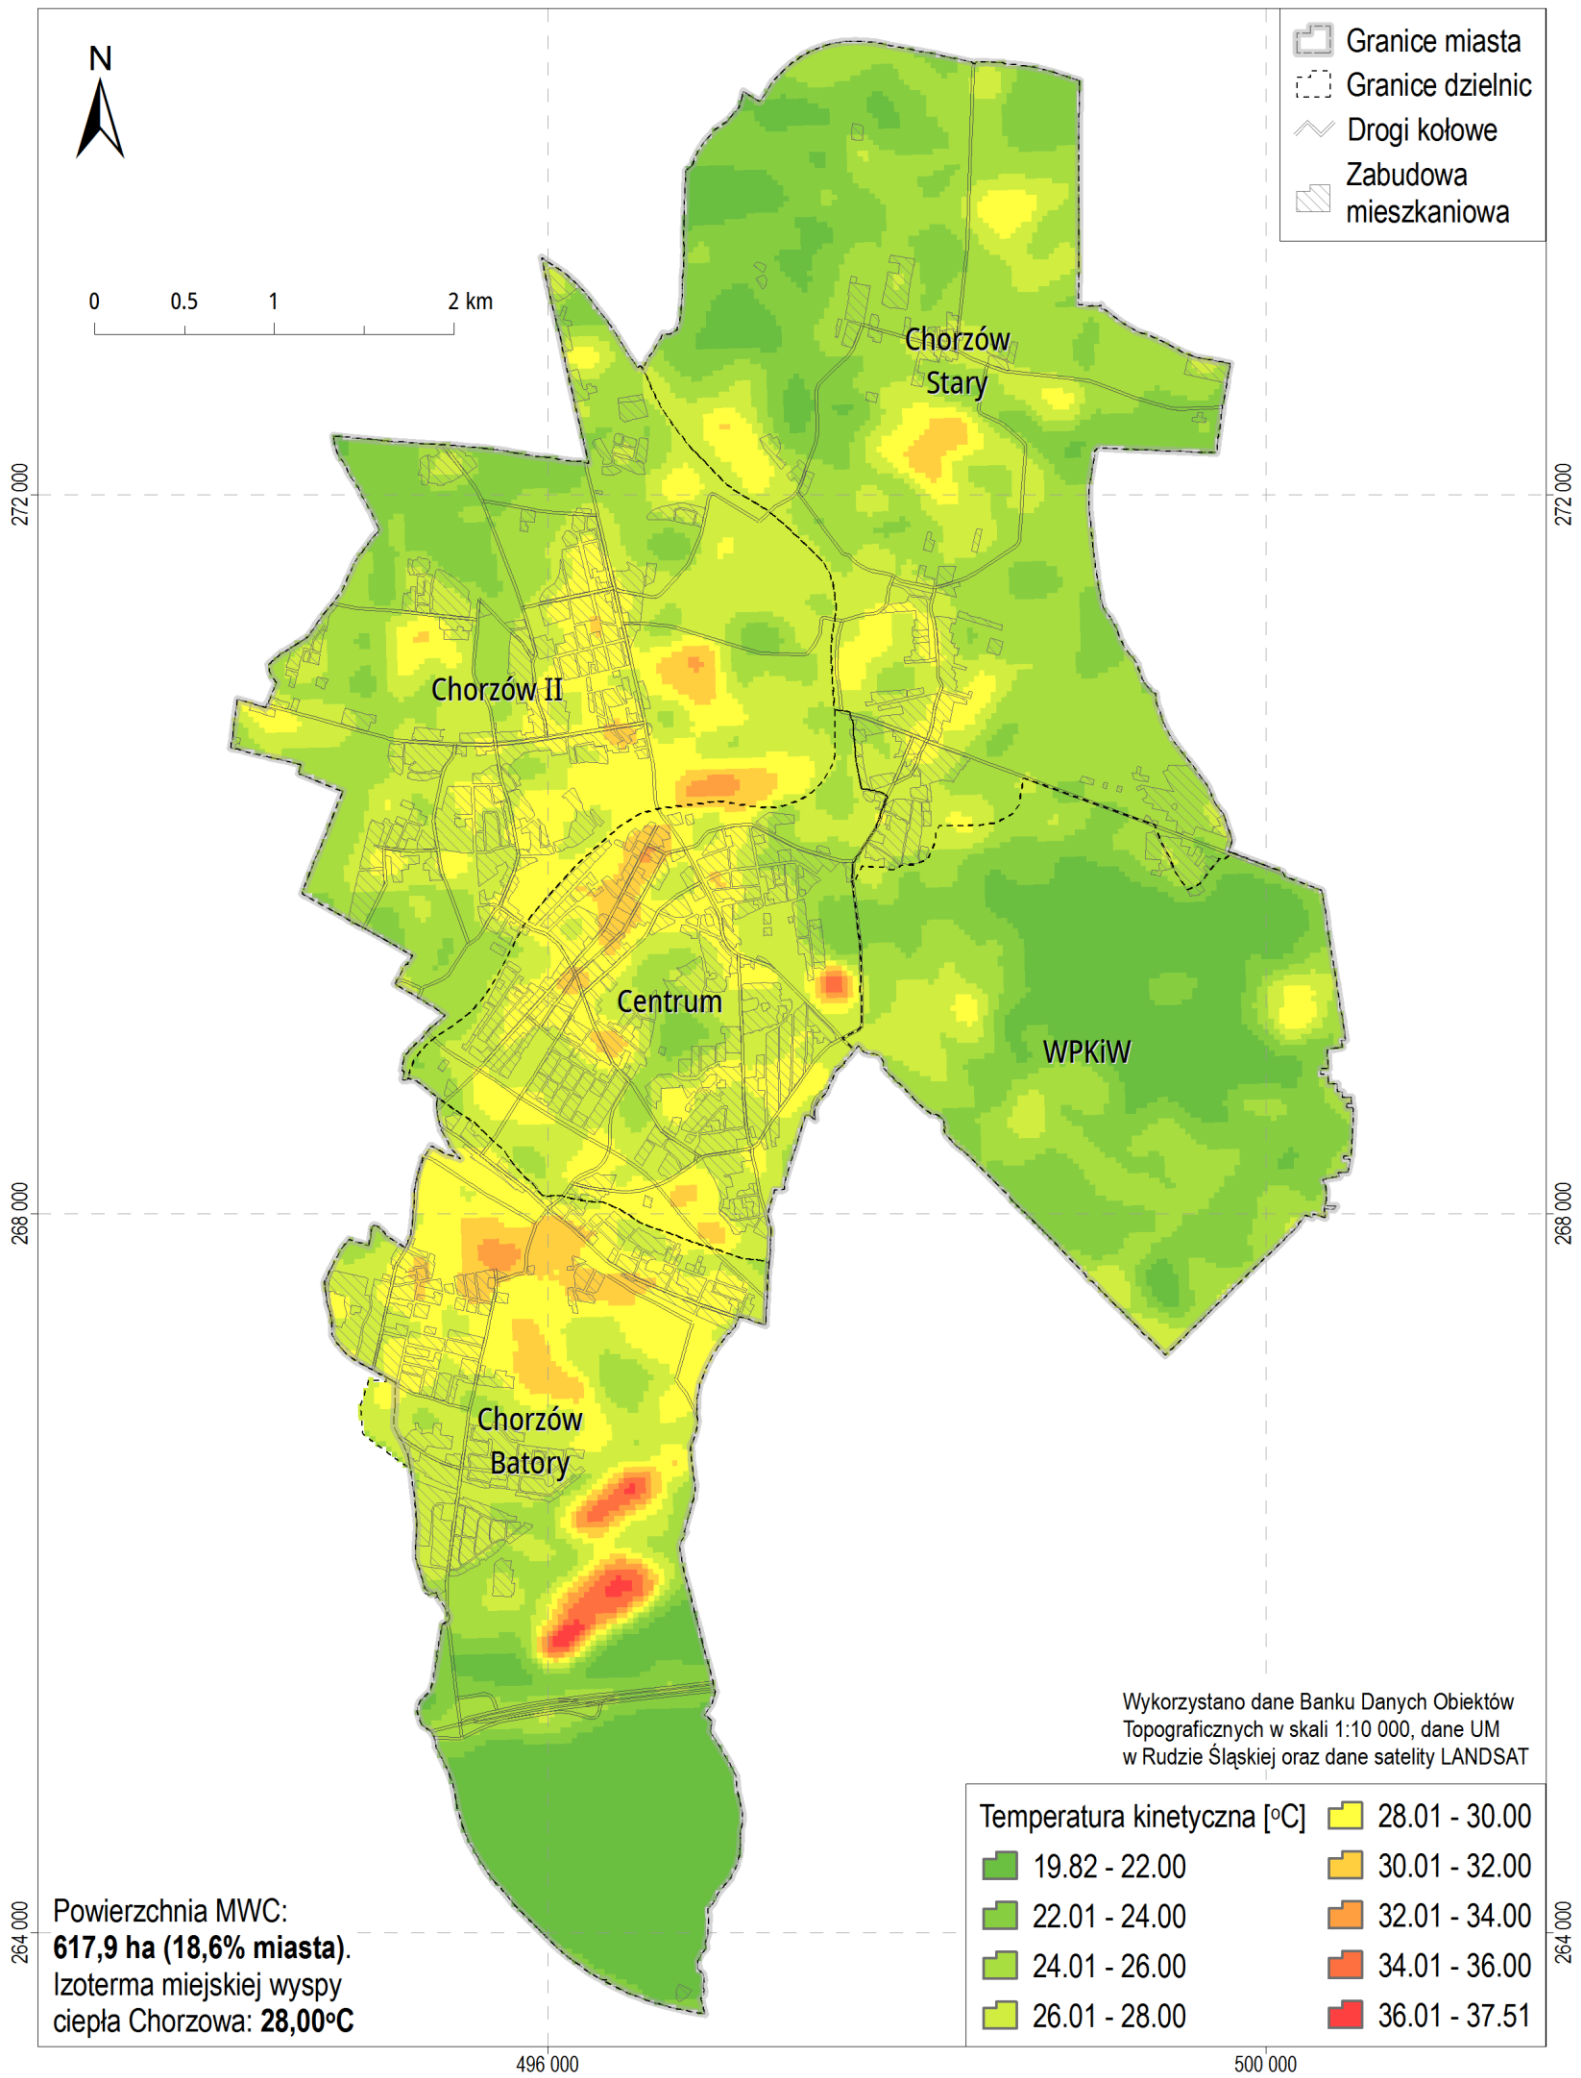 N
Granice miasta
Granice dzielnic
Drogi kołowe
Zabudowa
mieszkaniowa
0 0.5 1 2 km
Chorzów
Stary
272 000
272 000
Chorzów II
Centrum
WPKiW
268 000
268 000
Chorzów
Batory
Wykorzystano dane Banku Danych Obiektów
Topograficznych w skali 1:10 000, dane UM
w Rudzie Śląskiej oraz dane satelity LANDSAT
Temperatura kinetyczna [ºC]
19.82 - 22.00
22.01 - 24.00
24.01 - 26.00
26.01 - 28.00
28.01 - 30.00
30.01 - 32.00
32.01 - 34.00
34.01 - 36.00
36.01 - 37.51
Powierzchnia MWC:
617,9 ha (18,6% miasta).
Izoterma miejskiej wyspy
ciepła Chorzowa: 28,00ºC
264 000
264 000
496 000
500 000